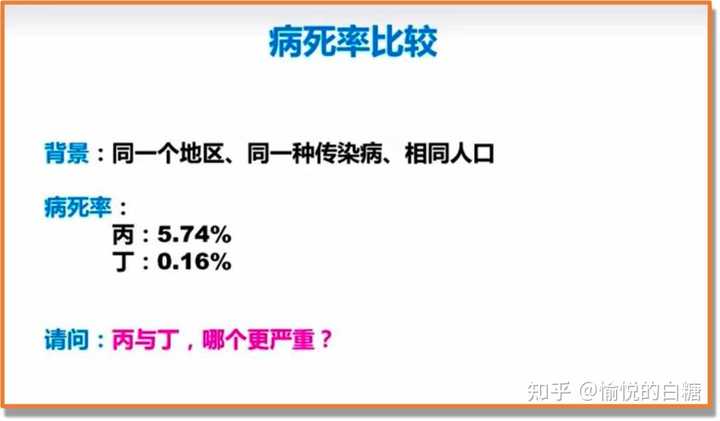 病死率比较
背景：同一个地区、同一种传染病、相同人口
病死率：
丙：5.74%
丁：0.16%
请问：丙与丁，哪个更严重？
知乎 @愉悦的白糖